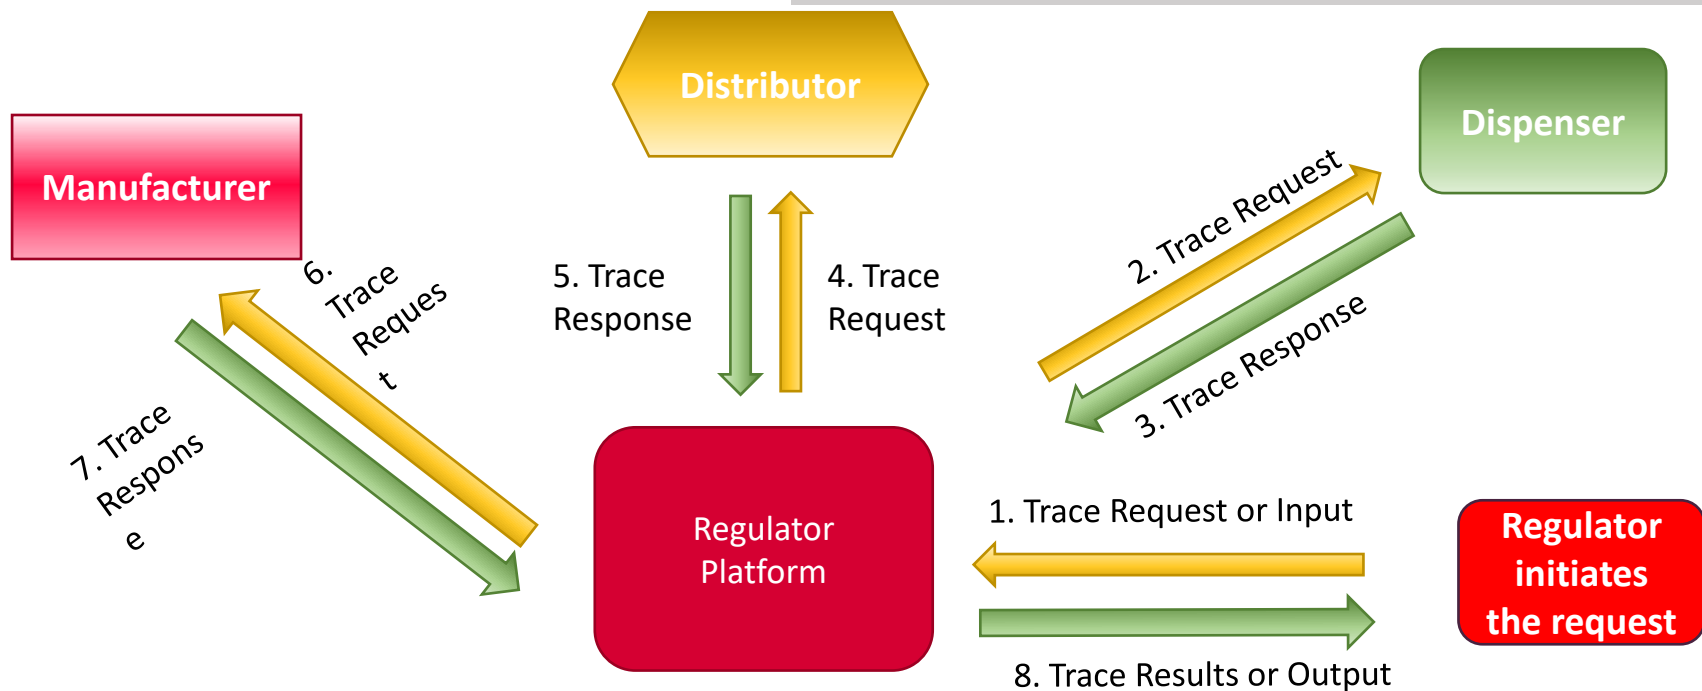 Distributor
Dispenser
Manufacturer
2. Trace Request
3. Trace Response
6.
Trace
Reques
t
5. Trace
Response
4. Trace
Request
7. Trace
Respons
e
Regulator
Platform
1. Trace Request or Input
Regulator
initiates
the request
8. Trace Results or Output